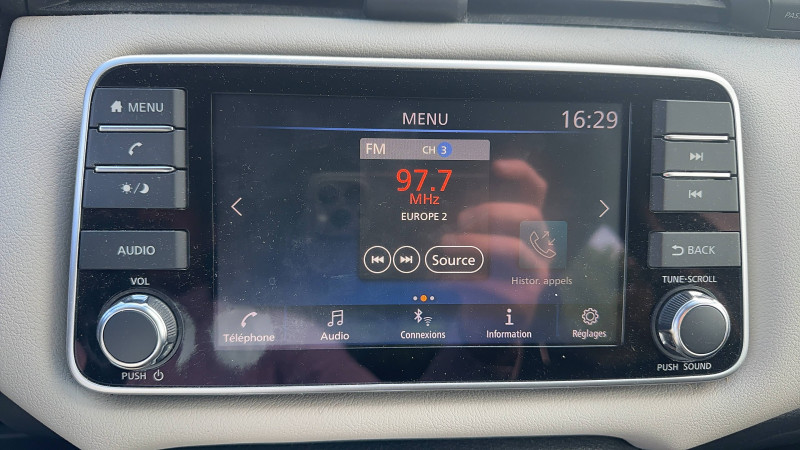 MENU
AUDIO
VOL
PUSH
MENU
16:29
FM CH 3
97.7
MHz
EUROPE 2
Source
Histor. appels
Téléphone
Audio
Connexions
Information
Réglages
BACK
TUNE·SCROLL
PUSH SOUND